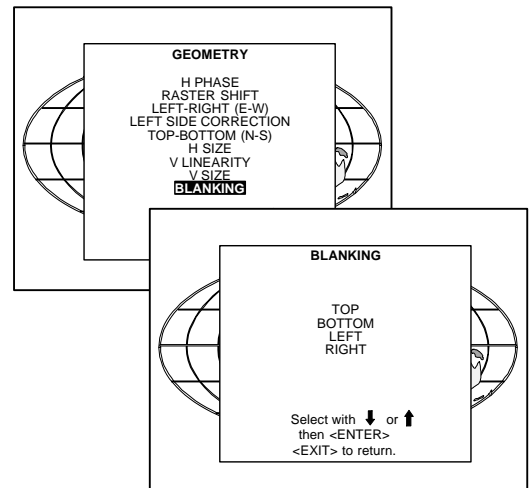 GEOMETRY
H PHASE
RASTER SHIFT
LEFT-RIGHT (E-W)
LEFT SIDE CORRECTION
TOP-BOTTOM (N-S)
H SIZE
V LINEARITY
V SIZE
BLANKING
BLANKING
TOP
BOTTOM
LEFT
RIGHT
Select with ⬇ or ⬆
then <ENTER>
<EXIT> to return.